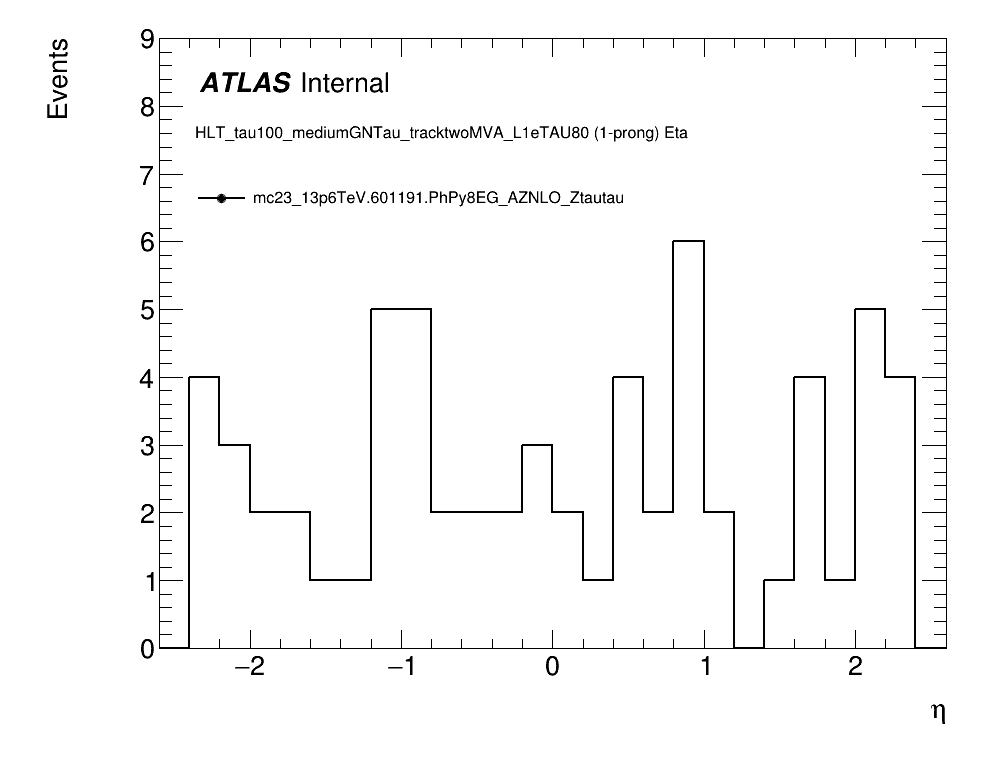 Events
9
8
7
6
5
4
3
2
1
0
ATLAS Internal
HLT_tau100_mediumGNTau_tracktwoMVA_L1eTAU80 (1-prong) Eta
mc23_13p6TeV.601191.PhPy8EG_AZNLO_Ztautau
−2 −1 0 1 2
η